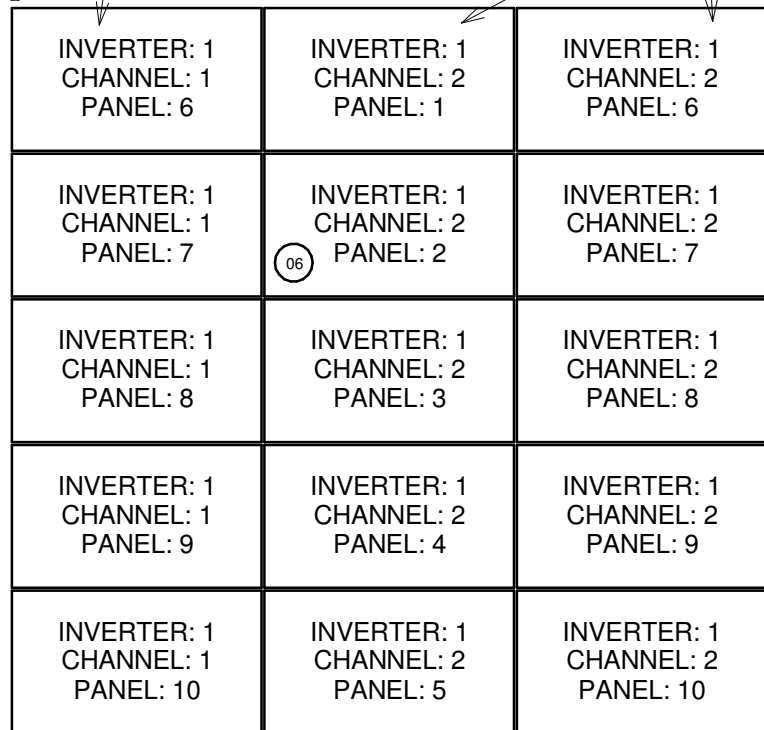 INVERTER: 1
CHANNEL: 1
PANEL: 6
INVERTER: 1
CHANNEL: 2
PANEL: 1
INVERTER: 1
CHANNEL: 2
PANEL: 6
INVERTER: 1
CHANNEL: 1
PANEL: 7
INVERTER: 1
CHANNEL: 2
PANEL: 2
06
INVERTER: 1
CHANNEL: 2
PANEL: 7
INVERTER: 1
CHANNEL: 1
PANEL: 8
INVERTER: 1
CHANNEL: 2
PANEL: 3
INVERTER: 1
CHANNEL: 2
PANEL: 8
INVERTER: 1
CHANNEL: 1
PANEL: 9
INVERTER: 1
CHANNEL: 2
PANEL: 4
INVERTER: 1
CHANNEL: 2
PANEL: 9
INVERTER: 1
CHANNEL: 1
PANEL: 10
INVERTER: 1
CHANNEL: 2
PANEL: 5
INVERTER: 1
CHANNEL: 2
PANEL: 10